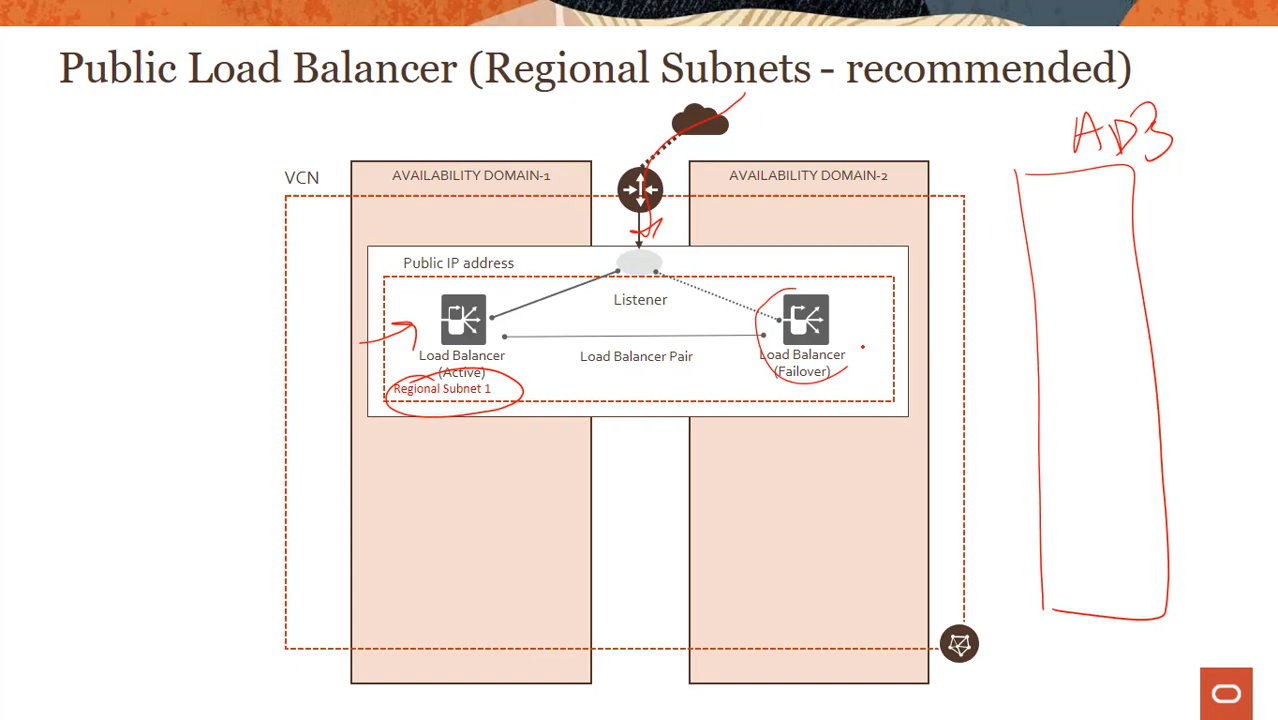 Public Load Balancer (Regional Subnets - recommended)
AD3
VCN
AVAILABILITY DOMAIN-1
AVAILABILITY DOMAIN-2
Public IP address
Listener
Load Balancer
(Active)
Load Balancer Pair
Load Balancer
(Failover)
Regional Subnet 1